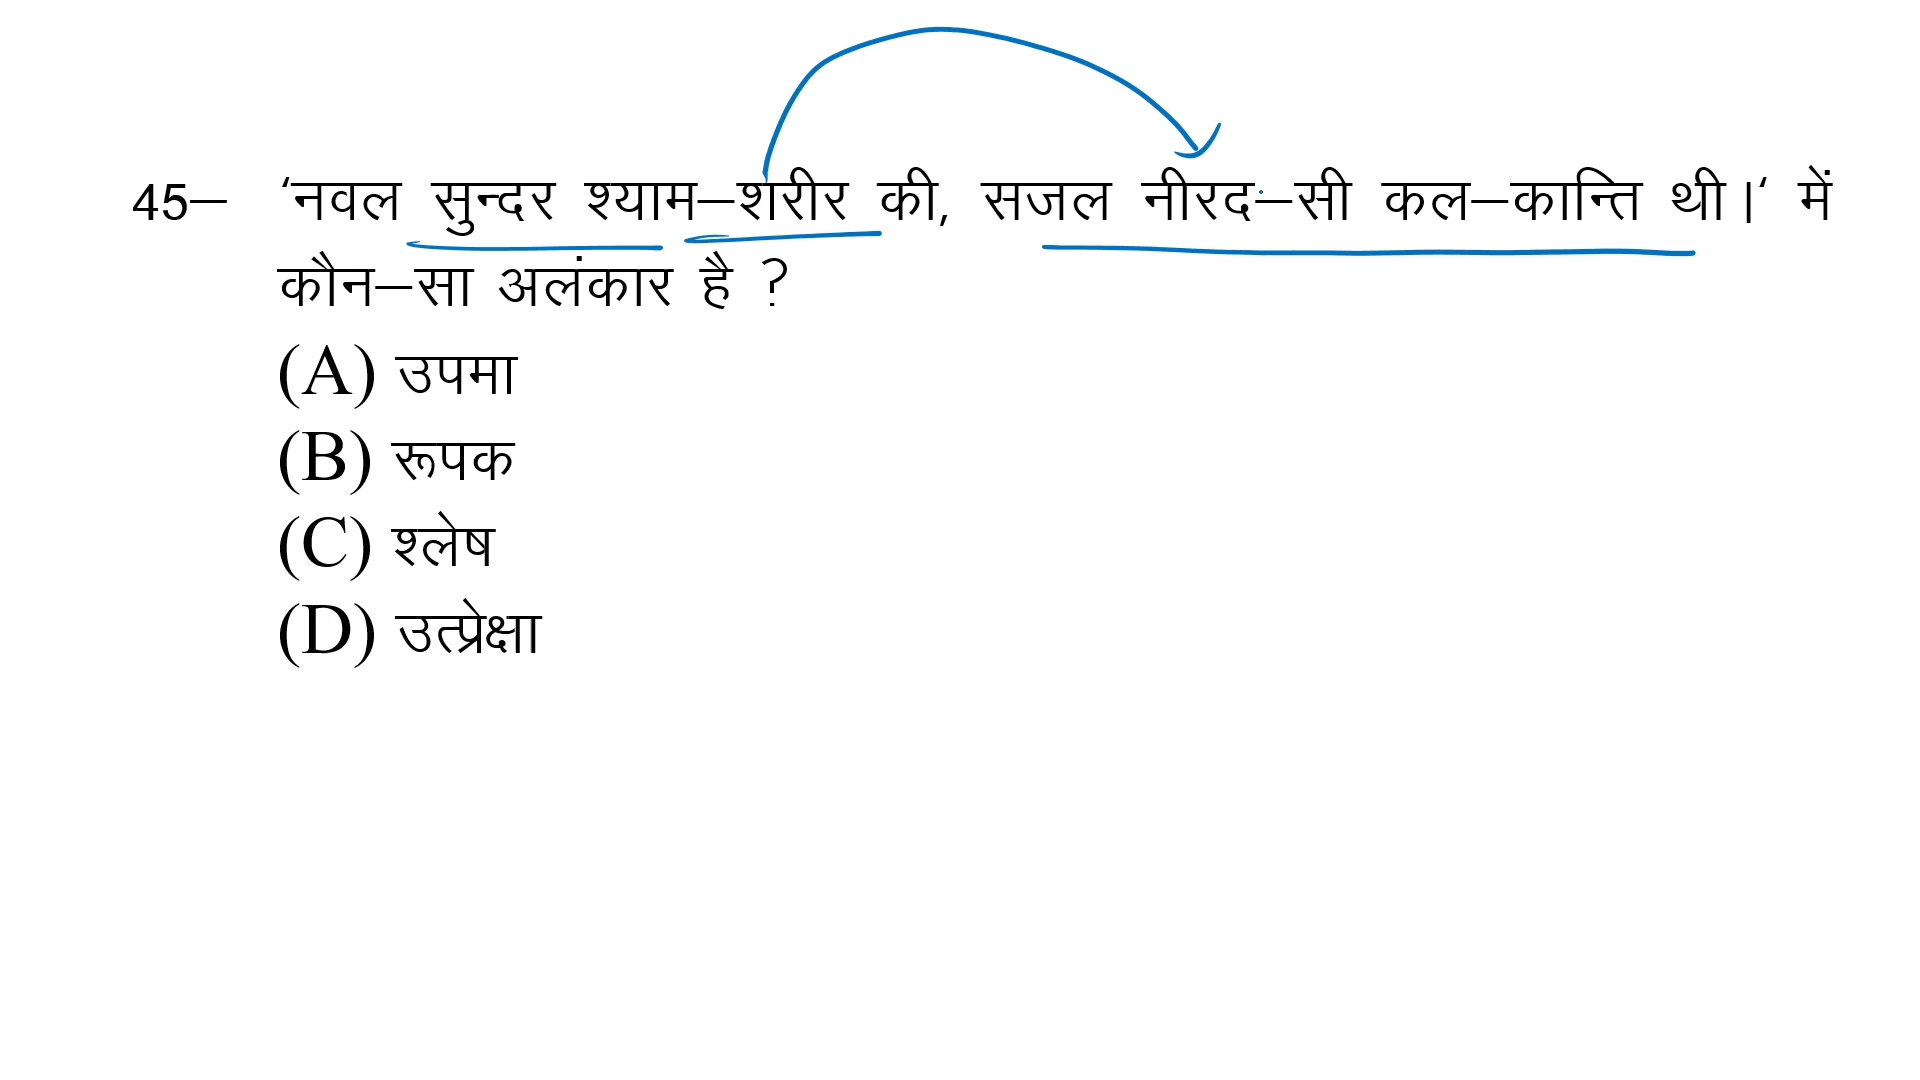 45– ‘नवल सुन्दर श्याम–शरीर की, सजल नीरद–सी कल–कान्ति थी।‘ में
कौन–सा अलंकार है ?
(A) उपमा
(B) रूपक
(C) श्लेष
(D) उत्प्रेक्षा